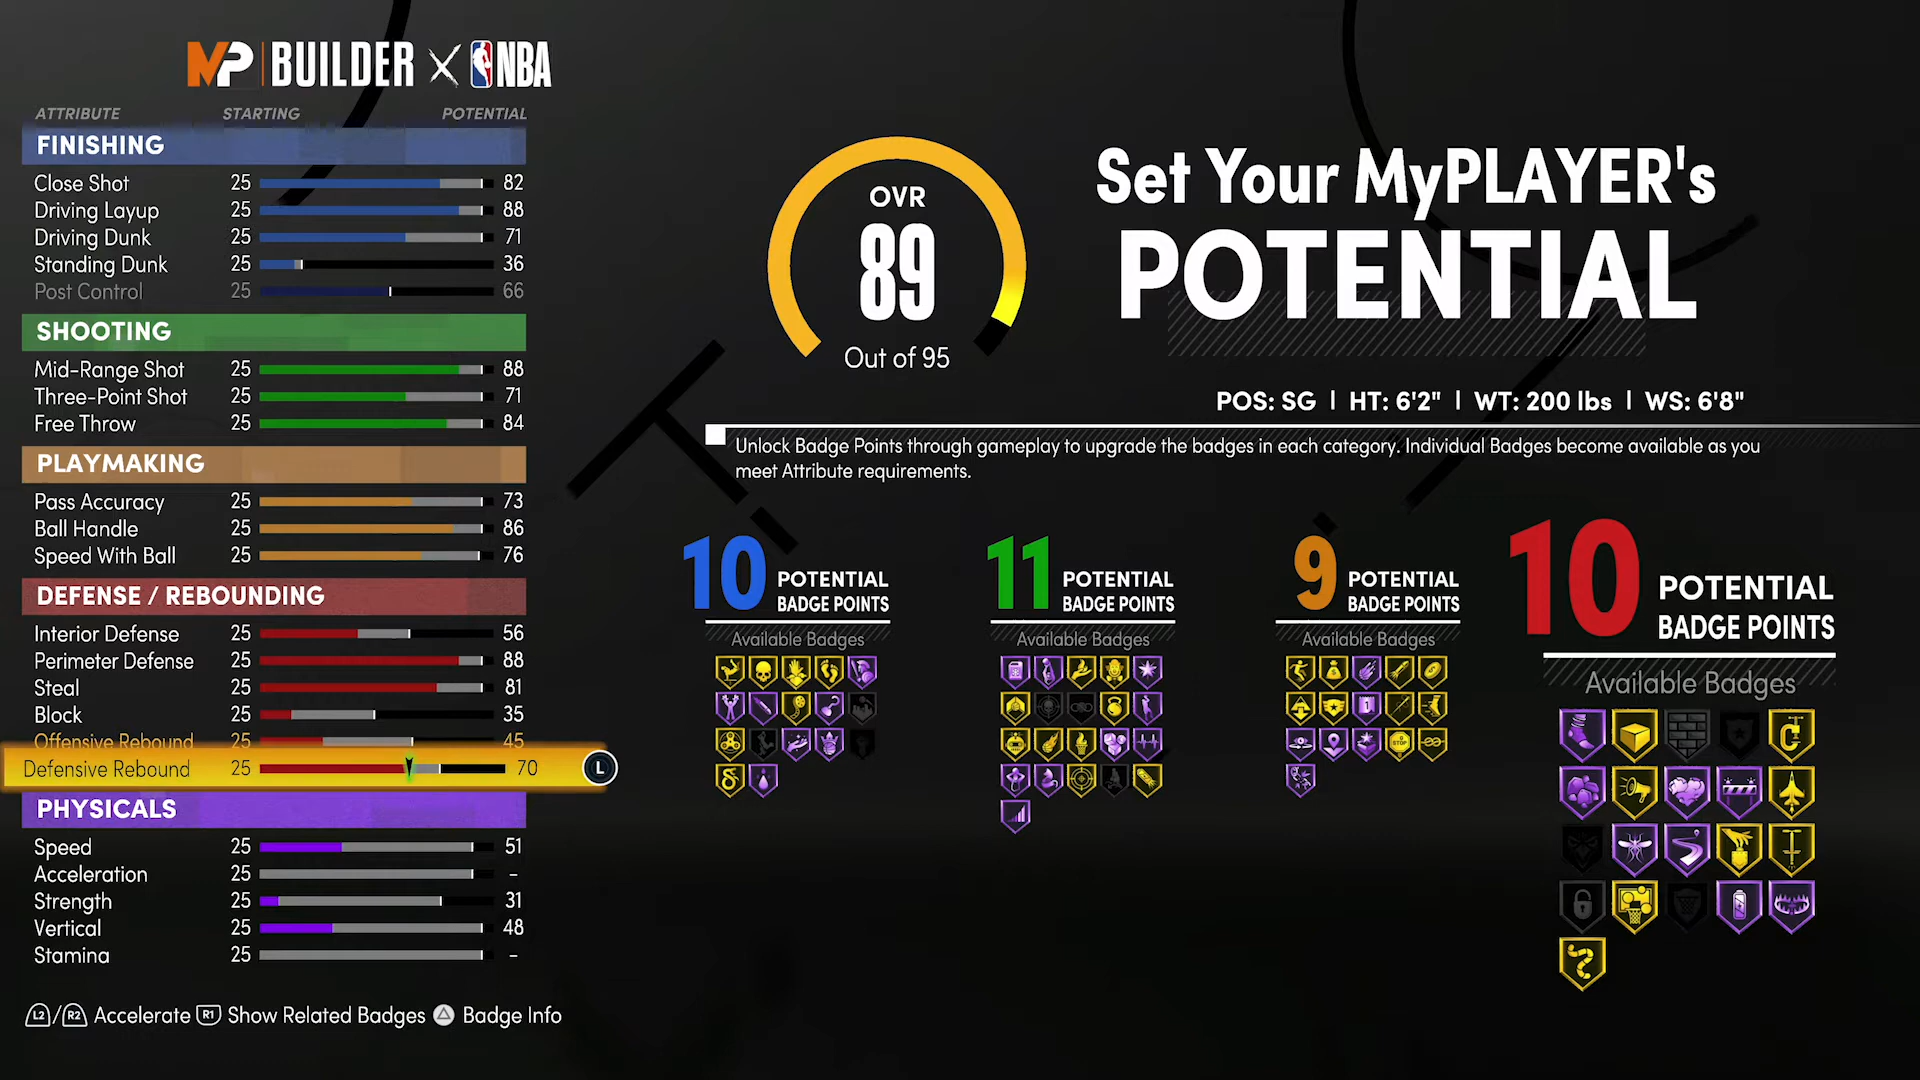 MP | BUILDER X NBA
ATTRIBUTE STARTING POTENTIAL
FINISHING
Close Shot 25 82
Driving Layup 25 88
Driving Dunk 25 71
Standing Dunk 25 36
Post Control 25 66
SHOOTING
Mid-Range Shot 25 88
Three-Point Shot 25 71
Free Throw 25 84
PLAYMAKING
Pass Accuracy 25 73
Ball Handle 25 86
Speed With Ball 25 76
DEFENSE / REBOUNDING
Interior Defense 25 56
Perimeter Defense 25 88
Steal 25 81
Block 25 35
Offensive Rebound 25 45
Defensive Rebound 25 70 L
PHYSICALS
Speed 25 51
Acceleration 25 -
Strength 25 31
Vertical 25 48
Stamina 25 -
L2/R2 Accelerate R1 Show Related Badges Badge Info
OVR
89
Out of 95
Set Your MyPLAYER's
POTENTIAL
POS: SG | HT: 6'2" | WT: 200 lbs | WS: 6'8"
Unlock Badge Points through gameplay to upgrade the badges in each category. Individual Badges become available as you
meet Attribute requirements.
10 POTENTIAL
BADGE POINTS
Available Badges
11 POTENTIAL
BADGE POINTS
Available Badges
9 POTENTIAL
BADGE POINTS
Available Badges
STOP
10 POTENTIAL
BADGE POINTS
Available Badges